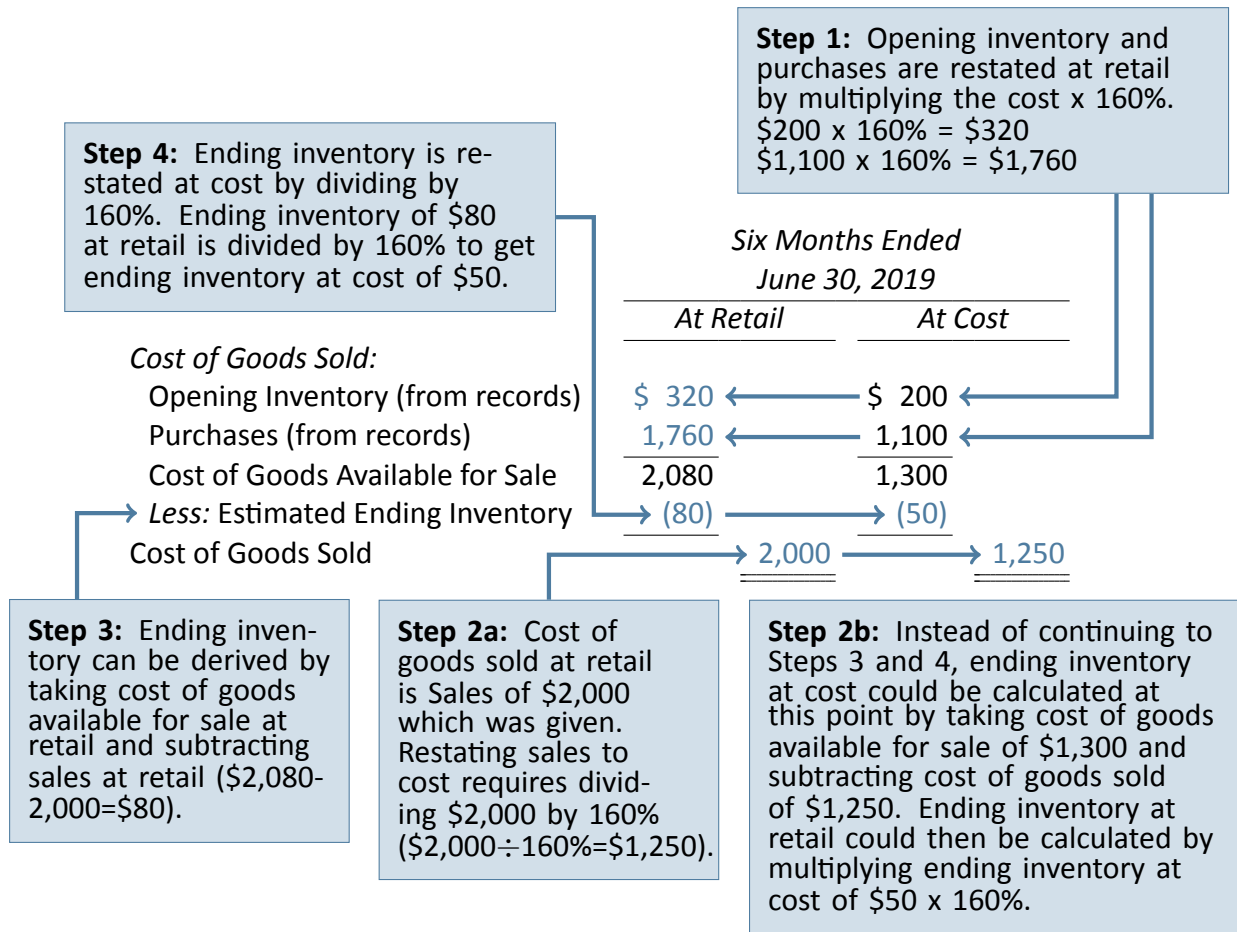 Step 1: Opening inventory and
purchases are restated at retail
by multiplying the cost x 160%.
$200 x 160% = $320
$1,100 x 160% = $1,760
Step 4: Ending inventory is re-
stated at cost by dividing by
160%. Ending inventory of $80
at retail is divided by 160% to get
ending inventory at cost of $50.
Six Months Ended
June 30, 2019
At Retail At Cost
Cost of Goods Sold:
Opening Inventory (from records) $ 320 $ 200
Purchases (from records) 1,760 1,100
Cost of Goods Available for Sale 2,080 1,300
Less: Estimated Ending Inventory (80) (50)
Cost of Goods Sold 2,000 1,250
Step 3: Ending inven-
tory can be derived by
taking cost of goods
available for sale at
retail and subtracting
sales at retail ($2,080-
2,000=$80).
Step 2a: Cost of
goods sold at retail
is Sales of $2,000
which was given.
Restating sales to
cost requires divid-
ing $2,000 by 160%
($2,000÷160%=$1,250).
Step 2b: Instead of continuing to
Steps 3 and 4, ending inventory
at cost could be calculated at
this point by taking cost of goods
available for sale of $1,300 and
subtracting cost of goods sold
of $1,250. Ending inventory at
retail could then be calculated by
multiplying ending inventory at
cost of $50 x 160%.